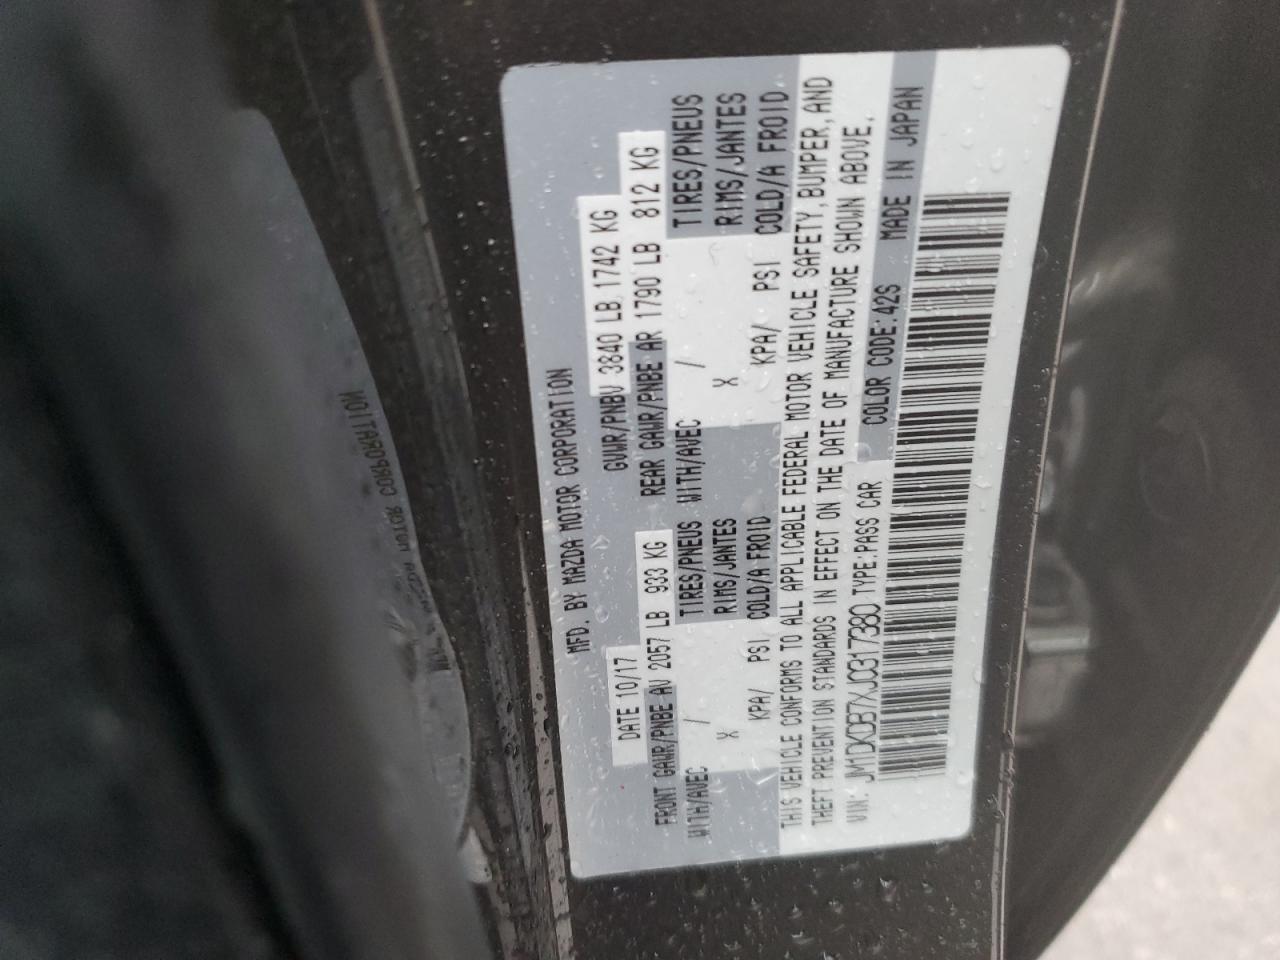 MFD. BY MAZDA MOTOR CORPORATION
DATE 10/17 GVWR/PNBV 3840 LB 1742 KG
FRONT GAWR/PNBE AV 2057 LB 933 KG REAR GAWR/PNBE AR 1790 LB 812 KG
WITH/AVEC / TIRES/PNEUS WITH/AVEC / TIRES/PNEUS
X RIMS/JANTES X RIMS/JANTES
KPA/ PSI COLD/A FROID KPA/ PSI COLD/A FROID
THIS VEHICLE CONFORMS TO ALL APPLICABLE FEDERAL MOTOR VEHICLE SAFETY, BUMPER, AND
THEFT PREVENTION STANDARDS IN EFFECT ON THE DATE OF MANUFACTURE SHOWN ABOVE.
VIN: JM1DKDB7XJ0317380 TYPE:PASS CAR COLOR CODE:42S MADE IN JAPAN